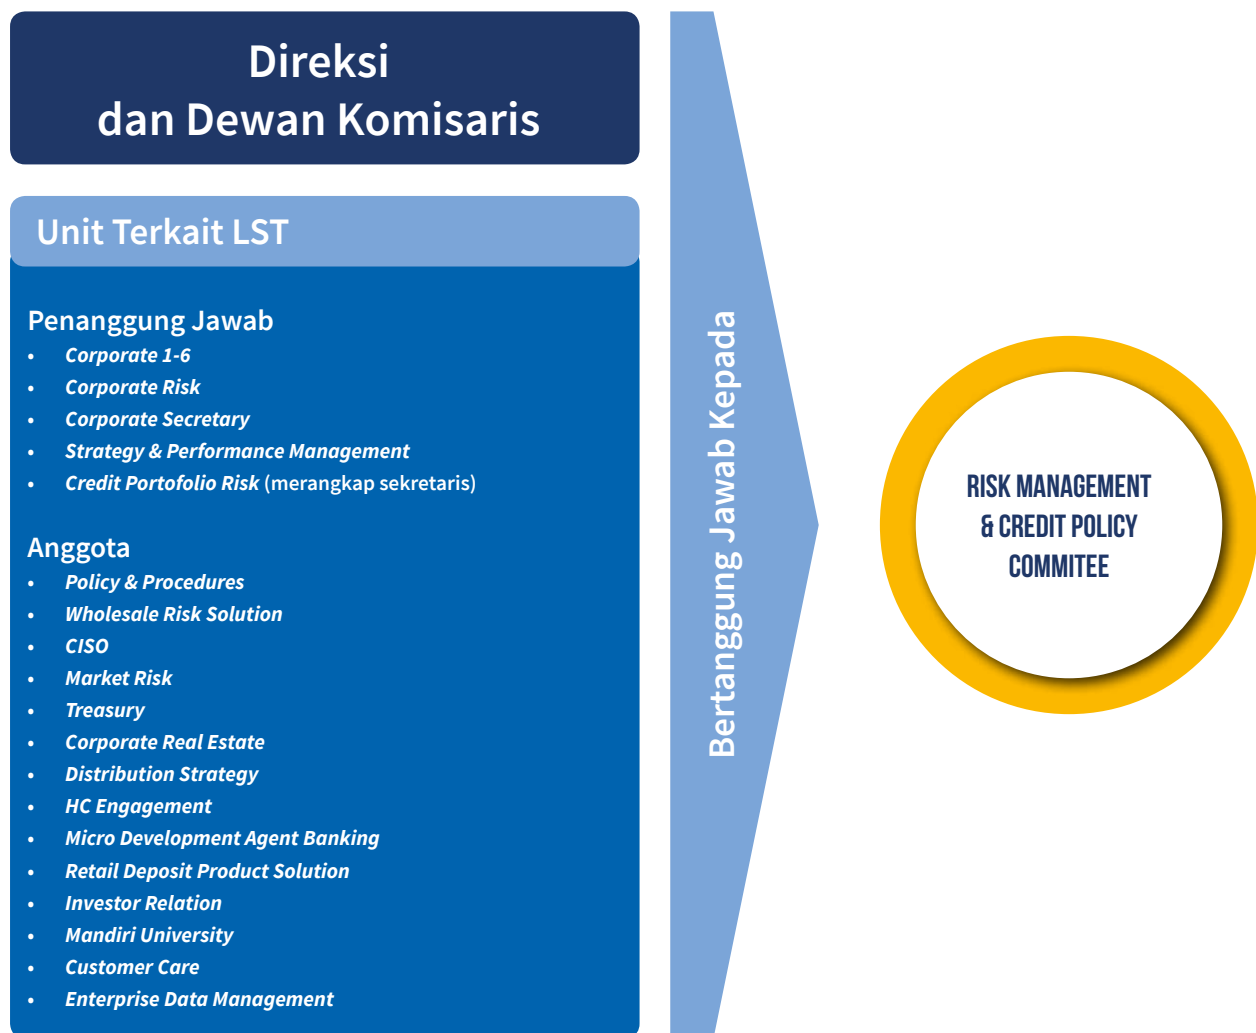 Direksi
dan Dewan Komisaris
Unit Terkait LST
Penanggung Jawab
• Corporate 1-6
• Corporate Risk
• Corporate Secretary
• Strategy & Performance Management
• Credit Portofolio Risk (merangkap sekretaris)
Anggota
• Policy & Procedures
• Wholesale Risk Solution
• CISO
• Market Risk
• Treasury
• Corporate Real Estate
• Distribution Strategy
• HC Engagement
• Micro Development Agent Banking
• Retail Deposit Product Solution
• Investor Relation
• Mandiri University
• Customer Care
• Enterprise Data Management
Bertanggung Jawab Kepada
RISK MANAGEMENT
& CREDIT POLICY
COMMITEE